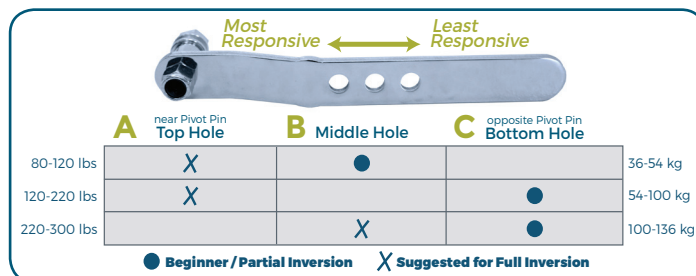 Most Responsive
Least Responsive
A near Pivot Pin Top Hole
B Middle Hole
C opposite Pivot Pin Bottom Hole
80-120 lbs X ● 36-54 kg
120-220 lbs X ● 54-100 kg
220-300 lbs X ● 100-136 kg
● Beginner / Partial Inversion X Suggested for Full Inversion